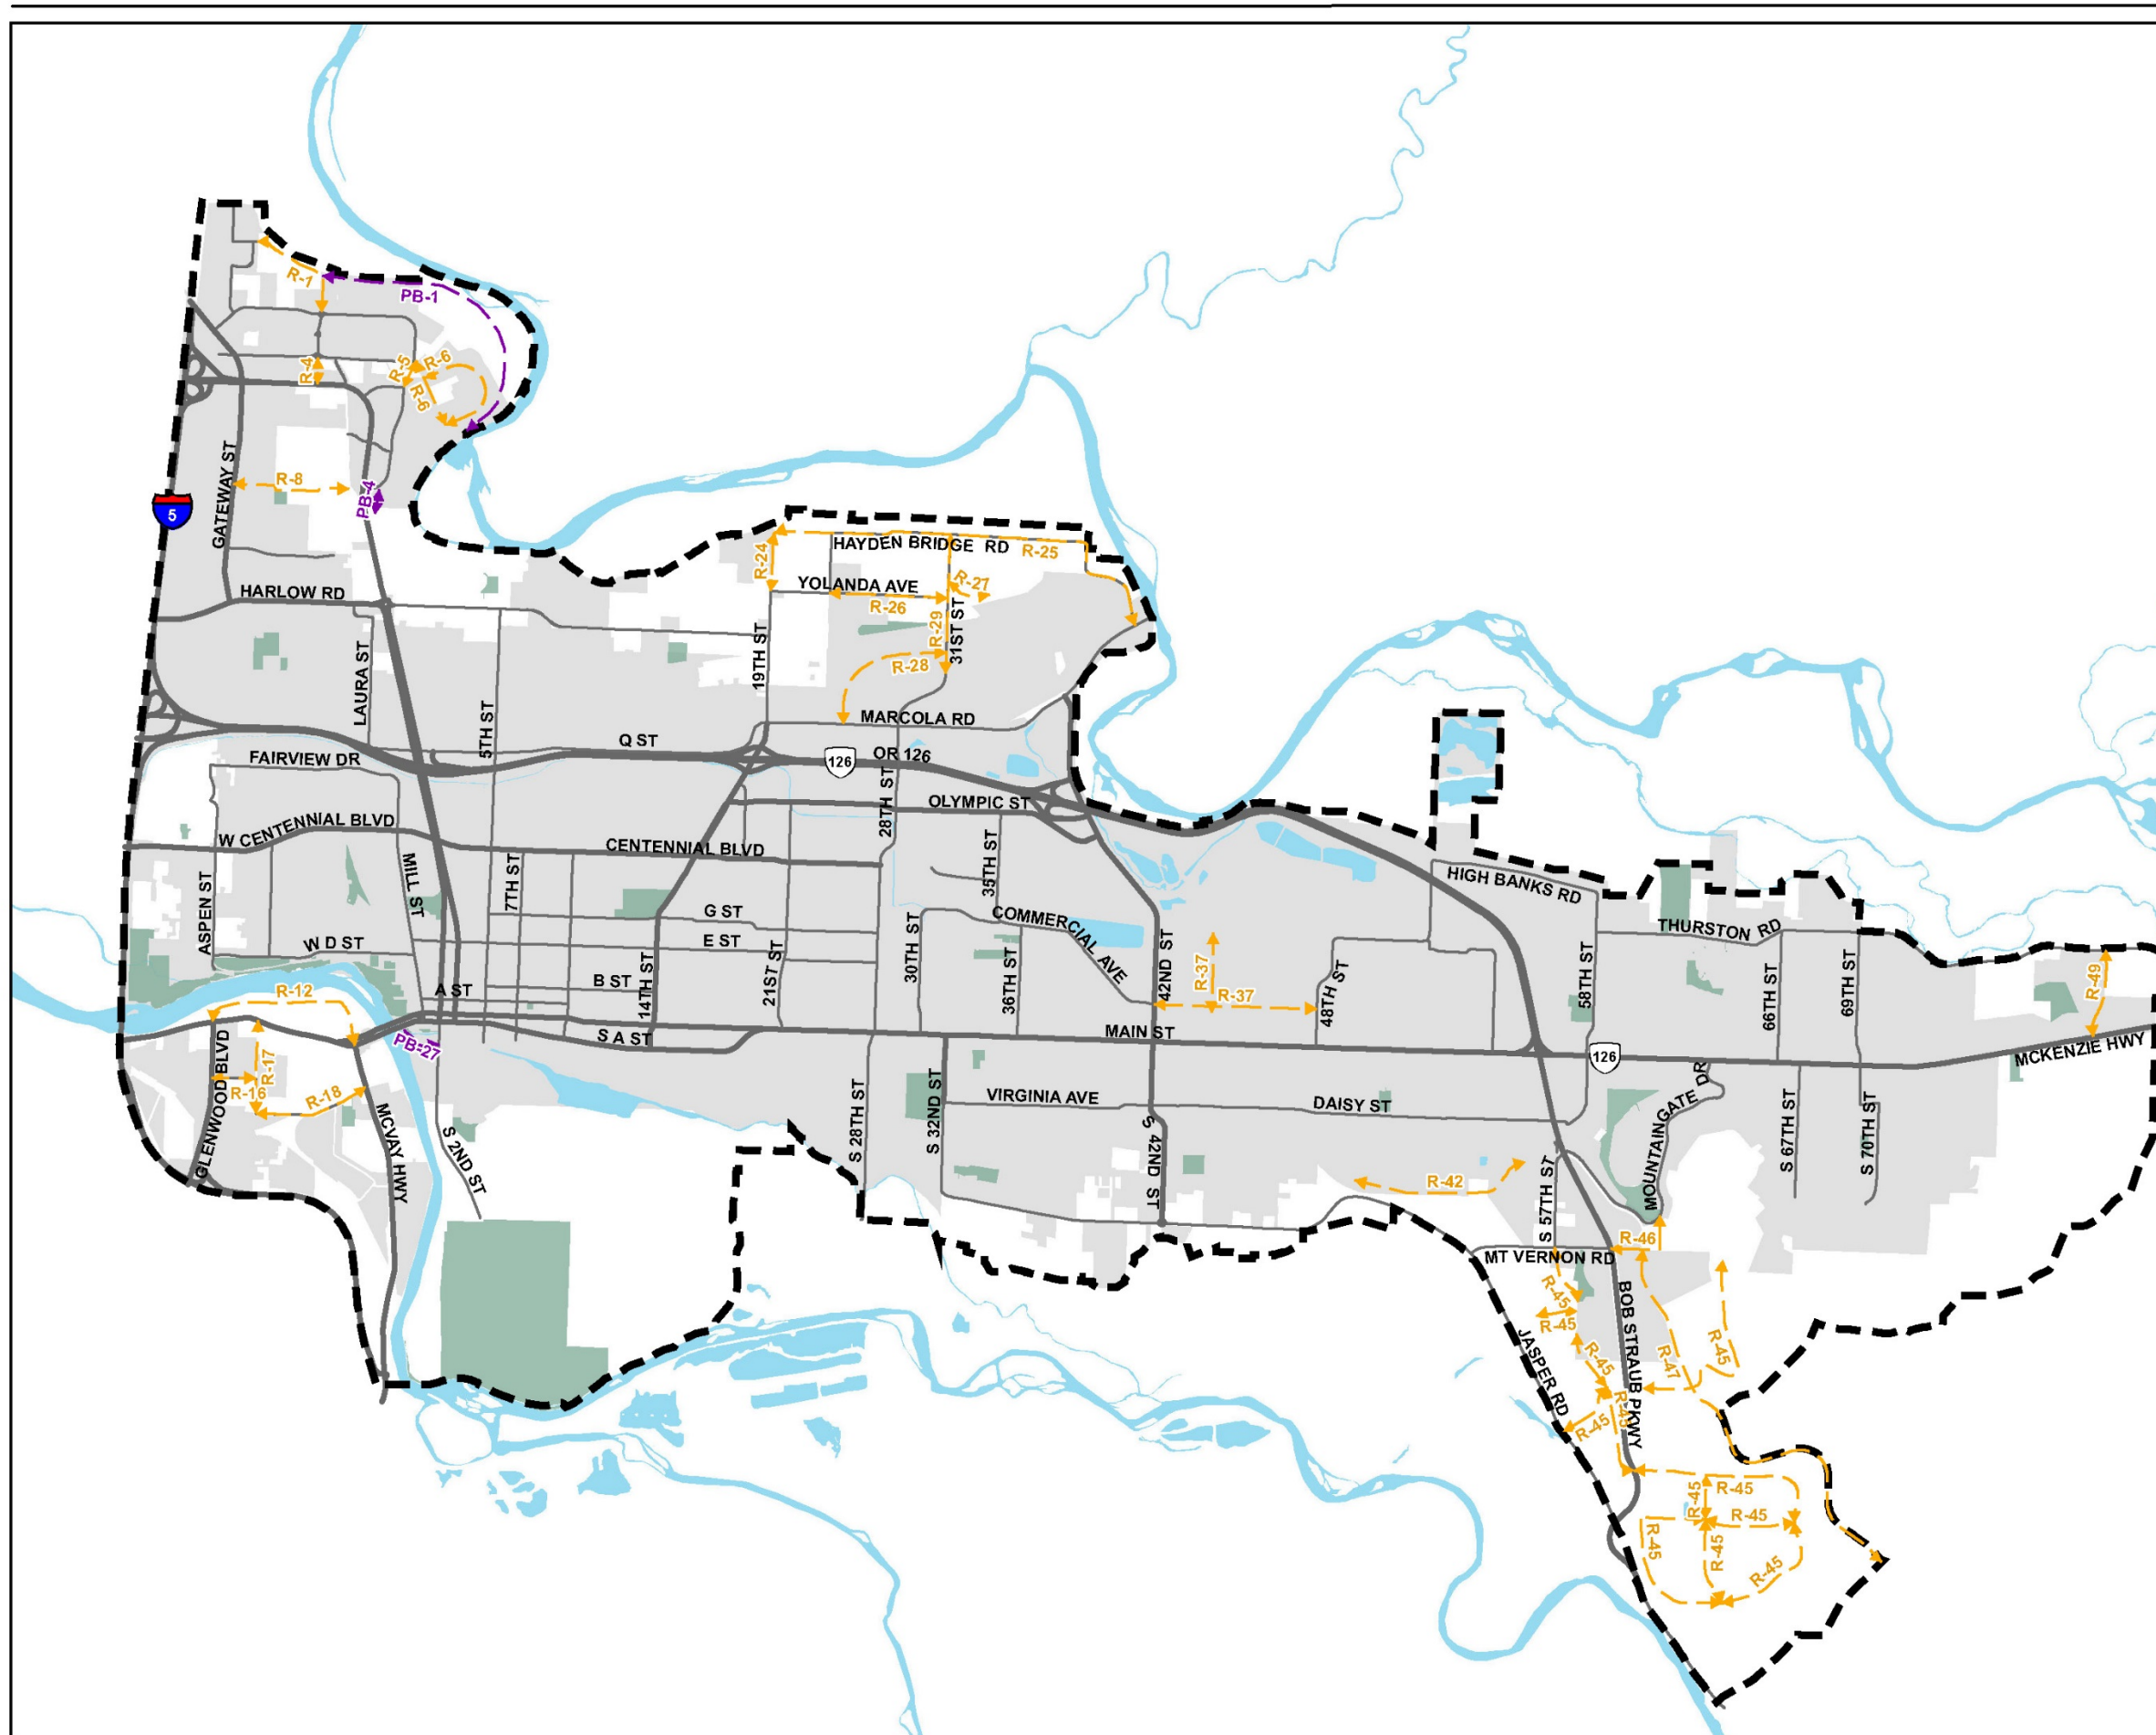 R-1
PB-1
R-4
R-5
R-6
R-6
GATEWAY ST
R-8
PB-4
5
HAYDEN BRIDGE RD
R-25
R-24
YOLANDA AVE
R-27
R-26
R-29
31ST ST
R-28
HARLOW RD
LAURA ST
19TH ST
5TH ST
MARCOLA RD
Q ST
126
OR 126
FAIRVIEW DR
28TH ST
OLYMPIC ST
W CENTENNIAL BLVD
CENTENNIAL BLVD
35TH ST
HIGH BANKS RD
ASPEN ST
MILL ST
7TH ST
G ST
COMMERCIAL AVE
THURSTON RD
W D ST
E ST
30TH ST
36TH ST
42ND ST
R-37
R-37
48TH ST
58TH ST
66TH ST
69TH ST
R-49
R-12
A ST
B ST
14TH ST
21ST ST
MAIN ST
S A ST
PB-27
126
MCKENZIE HWY
GLENWOOD BLVD
R-17
R-16
R-18
MCVAY HWY
S 2ND ST
S 28TH ST
S 32ND ST
VIRGINIA AVE
S 42ND ST
DAISY ST
MOUNTAINGATE DR
S 67TH ST
S 70TH ST
R-42
S 57TH ST
R-46
MT VERNON RD
R-45
R-45
R-45
BOB STRAUB PKWY
R-47
R-45
JASPER RD
R-45
R-45
R-45
R-45
R-45
R-45
R-45
R-45